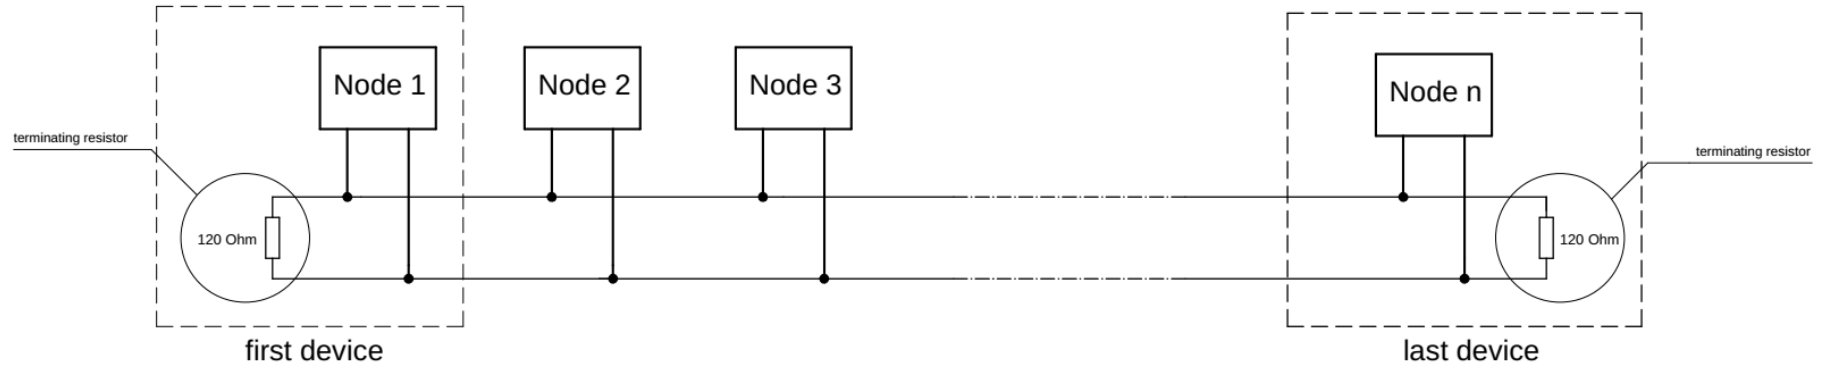 Node 1
Node 2
Node 3
Node n
terminating resistor
terminating resistor
120 Ohm
120 Ohm
first device
last device